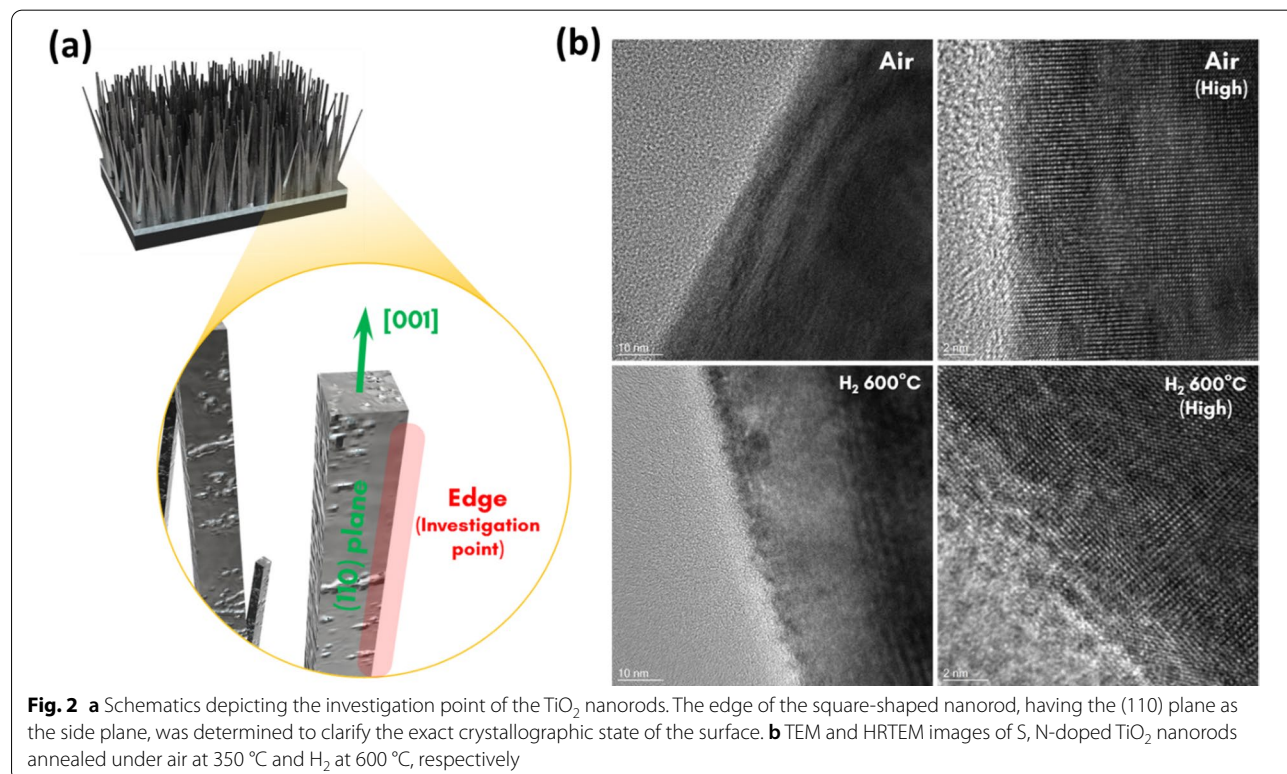 (a)
[001]
(110) plane
Edge
(Investigation
point)
(b)
Air
10 nm
Air
(High)
2 nm
H₂ 600°C
10 nm
H₂ 600°C
(High)
2 nm
Fig. 2 a Schematics depicting the investigation point of the TiO₂ nanorods. The edge of the square-shaped nanorod, having the (110) plane as
the side plane, was determined to clarify the exact crystallographic state of the surface. b TEM and HRTEM images of S, N-doped TiO₂ nanorods
annealed under air at 350 °C and H₂ at 600 °C, respectively